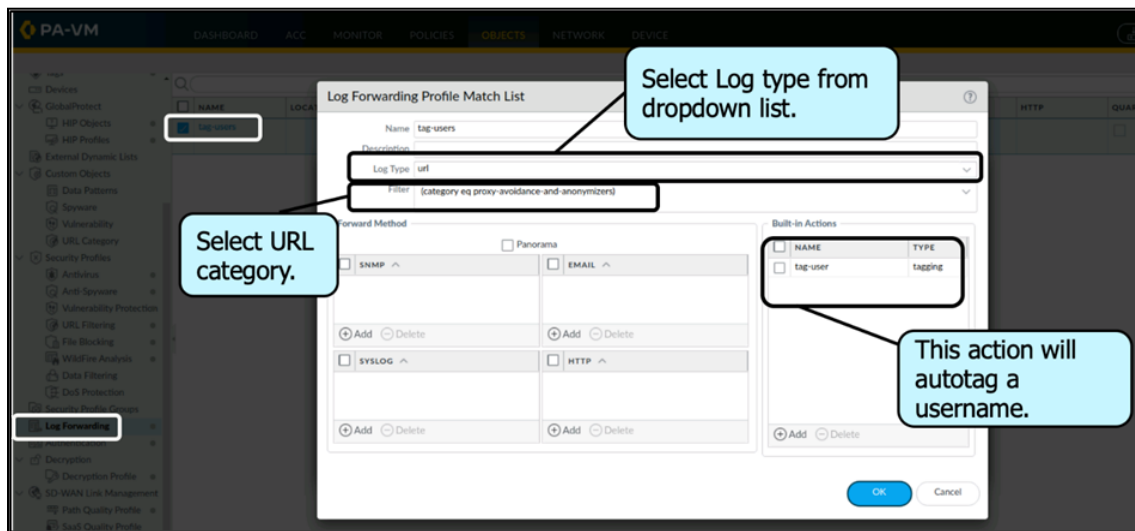 PA-VM
DASHBOARD ACC MONITOR POLICIES OBJECTS NETWORK DEVICE
Tags
Devices
GlobalProtect
HIP Objects
HIP Profiles
External Dynamic Lists
Custom Objects
Data Patterns
Spyware
Vulnerability
URL Category
Security Profiles
Antivirus
Anti-Spyware
Vulnerability Protection
URL Filtering
File Blocking
WildFire Analysis
Data Filtering
DoS Protection
Security Profile Groups
Log Forwarding
Authentication
Decryption
Decryption Profile
SD-WAN Link Management
Path Quality Profile
SaaS Quality Profile
NAME LOCAT HTTP QUAR
tag-users
Log Forwarding Profile Match List
Name tag-users
Description
Log Type url
Filter (category eq proxy-avoidance-and-anonymizers)
Forward Method
Panorama
SNMP EMAIL
Add Delete Add Delete
SYSLOG HTTP
Add Delete Add Delete
Built-in Actions
NAME TYPE
tag-user tagging
Add Delete
OK Cancel
Select Log type from
dropdown list.
Select URL
category.
This action will
autotag a
username.